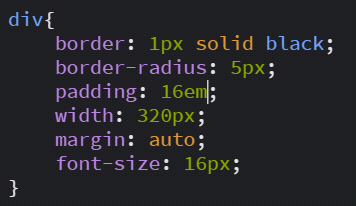 div{
    border: 1px solid black;
    border-radius: 5px;
    padding: 16em;
    width: 320px;
    margin: auto;
    font-size: 16px;
}